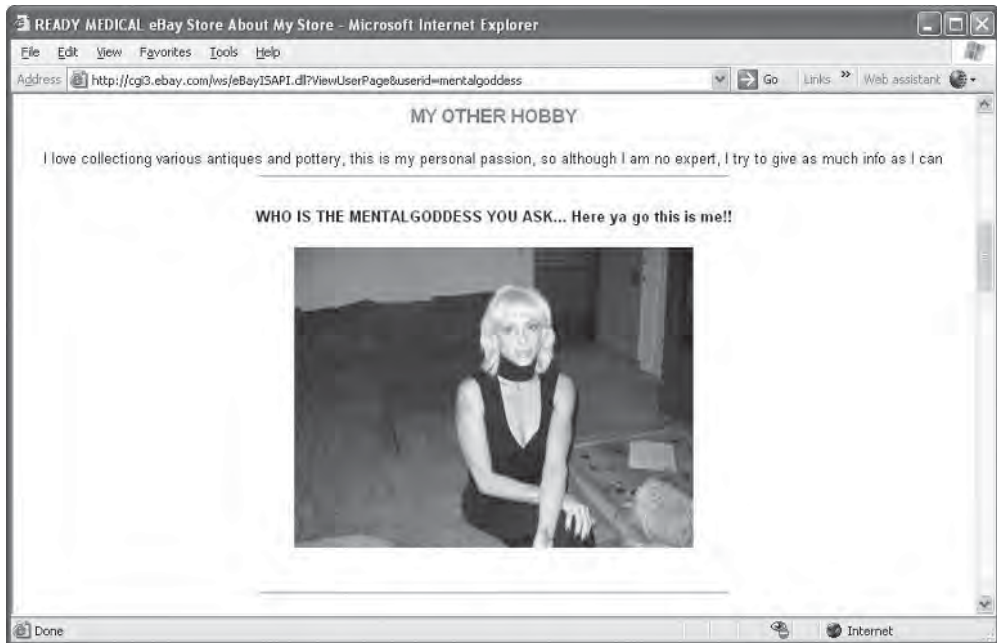 READY MEDICAL eBay Store About My Store - Microsoft Internet Explorer
File Edit View Favorites Tools Help
Address http://cgi3.ebay.com/ws/eBayISAPI.dll?ViewUserPage&userid=mentalgoddess Go Links » Web assistant
MY OTHER HOBBY
I love collectiong various antiques and pottery, this is my personal passion, so although I am no expert, I try to give as much info as I can
WHO IS THE MENTALGODDESS YOU ASK... Here ya go this is me!!
Done Internet